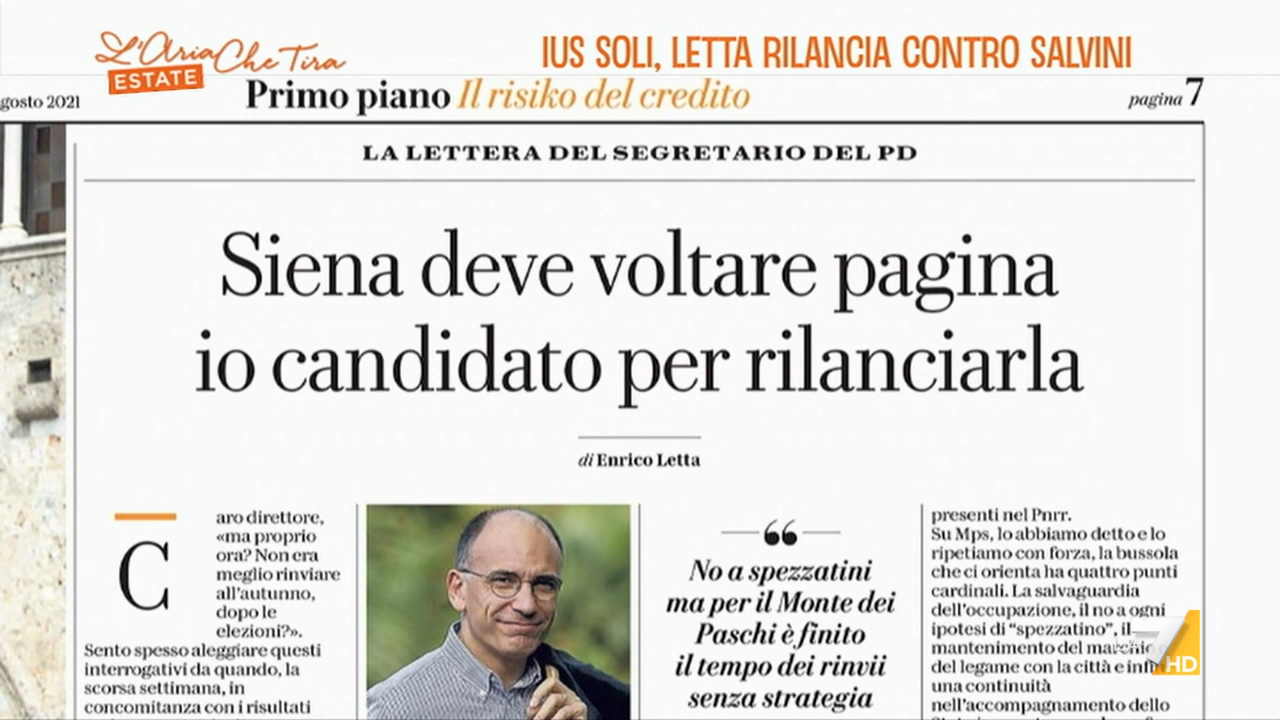 L'Aria Che Tira
ESTATE
IUS SOLI, LETTA RILANCIA CONTRO SALVINI
gosto 2021
Primo piano Il risiko del credito
pagina 7
LA LETTERA DEL SEGRETARIO DEL PD
Siena deve voltare pagina
io candidato per rilanciarla
di Enrico Letta
Caro direttore,
«ma proprio
ora? Non era
meglio rinviare
all'autunno,
dopo le
elezioni?».
Sento spesso aleggiare questi
interrogativi da quando, la
scorsa settimana, in
concomitanza con i risultati
“
No a spezzatini
ma per il Monte dei
Paschi è finito
il tempo dei rinvii
senza strategia
presenti nel Pnrr.
Su Mps, lo abbiamo detto e lo
ripetiamo con forza, la bussola
che ci orienta ha quattro punti
cardinali. La salvaguardia
dell'occupazione, il no a ogni
ipotesi di “spezzatino”, il
mantenimento del
del legame con la città e
una continuità
nell'accompagnamento dello
HD